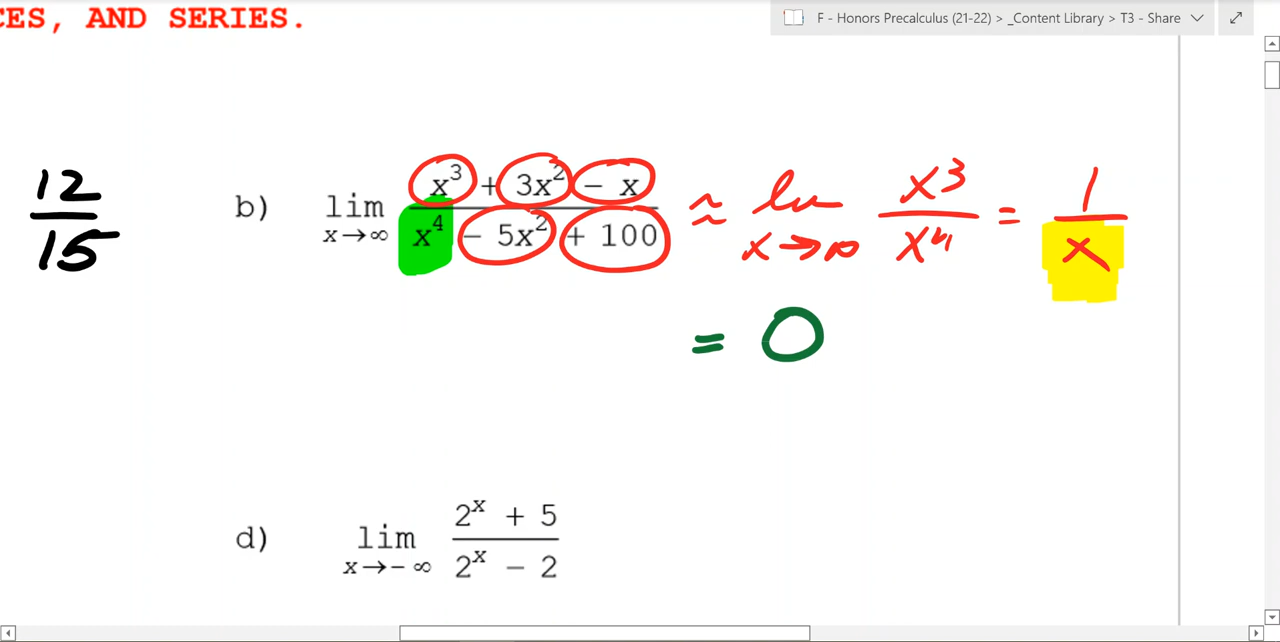 CES, AND SERIES.
F - Honors Precalculus (21-22) > _Content Library > T3 - Share
12/15
b) lim x→∞ (x³ + 3x² - x)/(x⁴ - 5x² + 100) ≈ lim x→∞ x³/x⁴ = 1/x
= 0
d) lim x→-∞ (2ˣ + 5)/(2ˣ - 2)